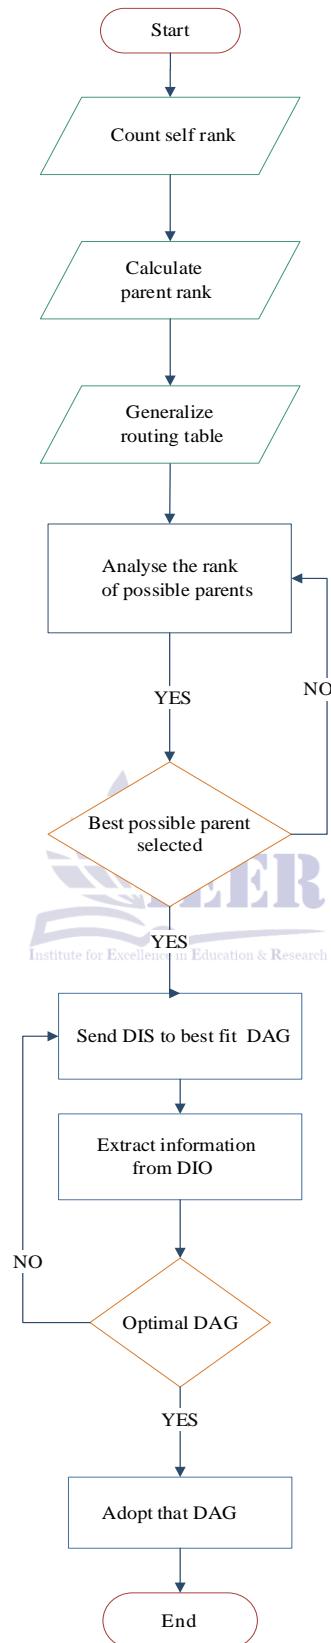 Start
Count self rank
Calculate
parent rank
Generalize
routing table
Analyse the rank
of possible parents
YES
NO
Best possible parent
selected
EER
YES
Institute for Excellence in Education & Research
Send DIS to best fit DAG
Extract information
from DIO
NO
Optimal DAG
YES
Adopt that DAG
End